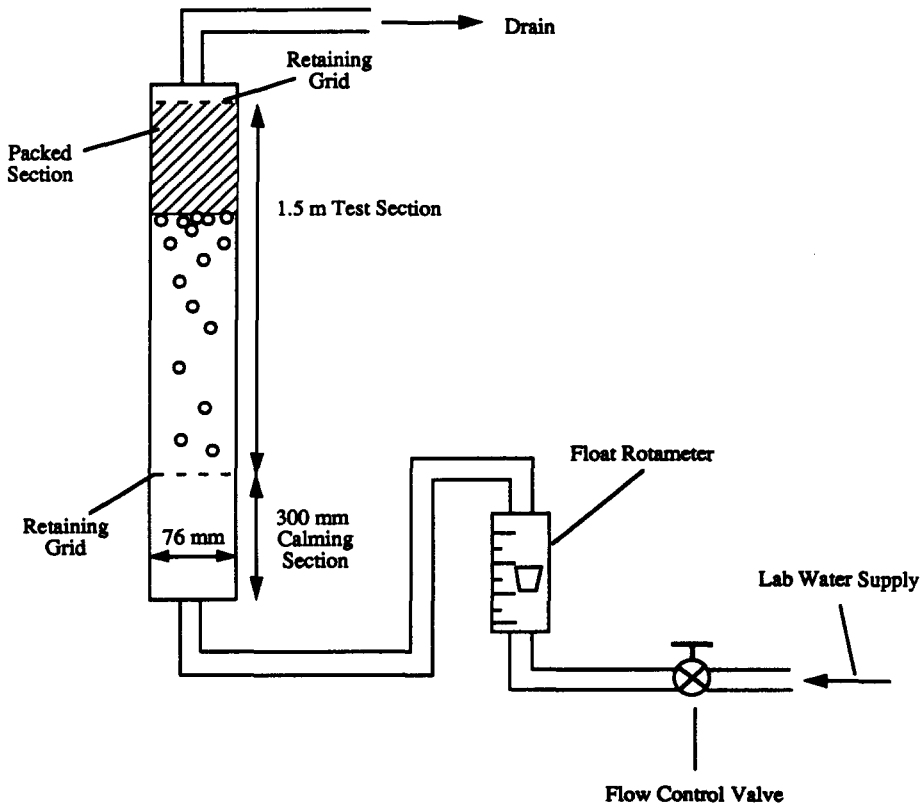 Drain
Retaining
Grid
Packed
Section
1.5 m Test Section
Float Rotameter
Retaining
Grid
76 mm
300 mm
Calming
Section
Lab Water Supply
Flow Control Valve